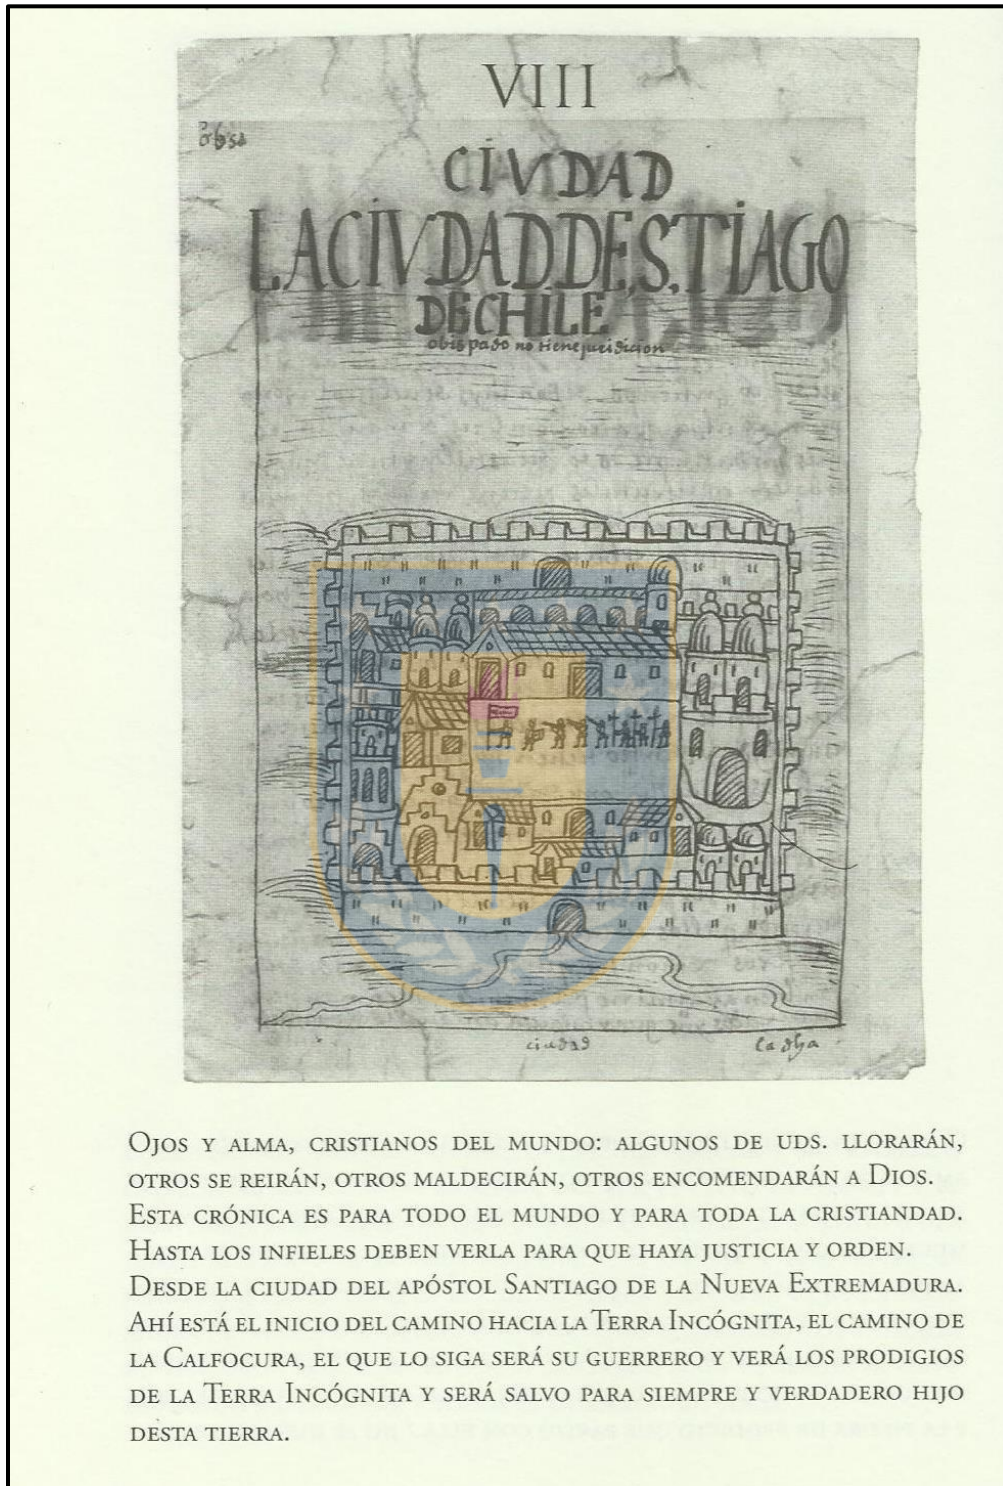 VIII
CIVDAD
LACIVDAD.DE.S.TIAGO
DECHILE
obispado no tiene juridicion
ciudad
OJOS Y ALMA, CRISTIANOS DEL MUNDO: ALGUNOS DE UDS. LLORARÁN,
OTROS SE REIRÁN, OTROS MALDECIRÁN, OTROS ENCOMENDARÁN A DIOS.
ESTA CRÓNICA ES PARA TODO EL MUNDO Y PARA TODA LA CRISTIANDAD.
HASTA LOS INFIELES DEBEN VERLA PARA QUE HAYA JUSTICIA Y ORDEN.
DESDE LA CIUDAD DEL APÓSTOL SANTIAGO DE LA NUEVA EXTREMADURA.
AHÍ ESTÁ EL INICIO DEL CAMINO HACIA LA TERRA INCÓGNITA, EL CAMINO DE
LA CALFOCURA, EL QUE LO SIGA SERÁ SU GUERRERO Y VERÁ LOS PRODIGIOS
DE LA TERRA INCÓGNITA Y SERÁ SALVO PARA SIEMPRE Y VERDADERO HIJO
DESTA TIERRA.